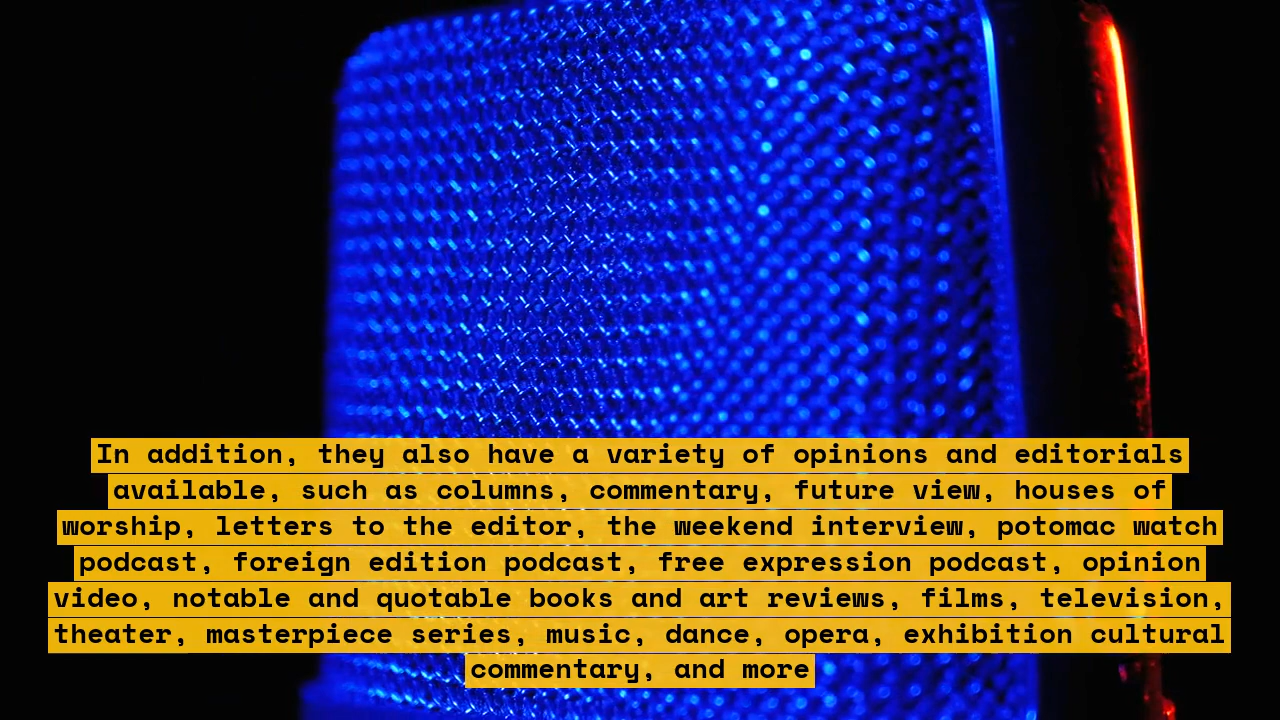 In addition, they also have a variety of opinions and editorials
available, such as columns, commentary, future view, houses of
worship, letters to the editor, the weekend interview, potomac watch
podcast, foreign edition podcast, free expression podcast, opinion
video, notable and quotable books and art reviews, films, television,
theater, masterpiece series, music, dance, opera, exhibition cultural
commentary, and more